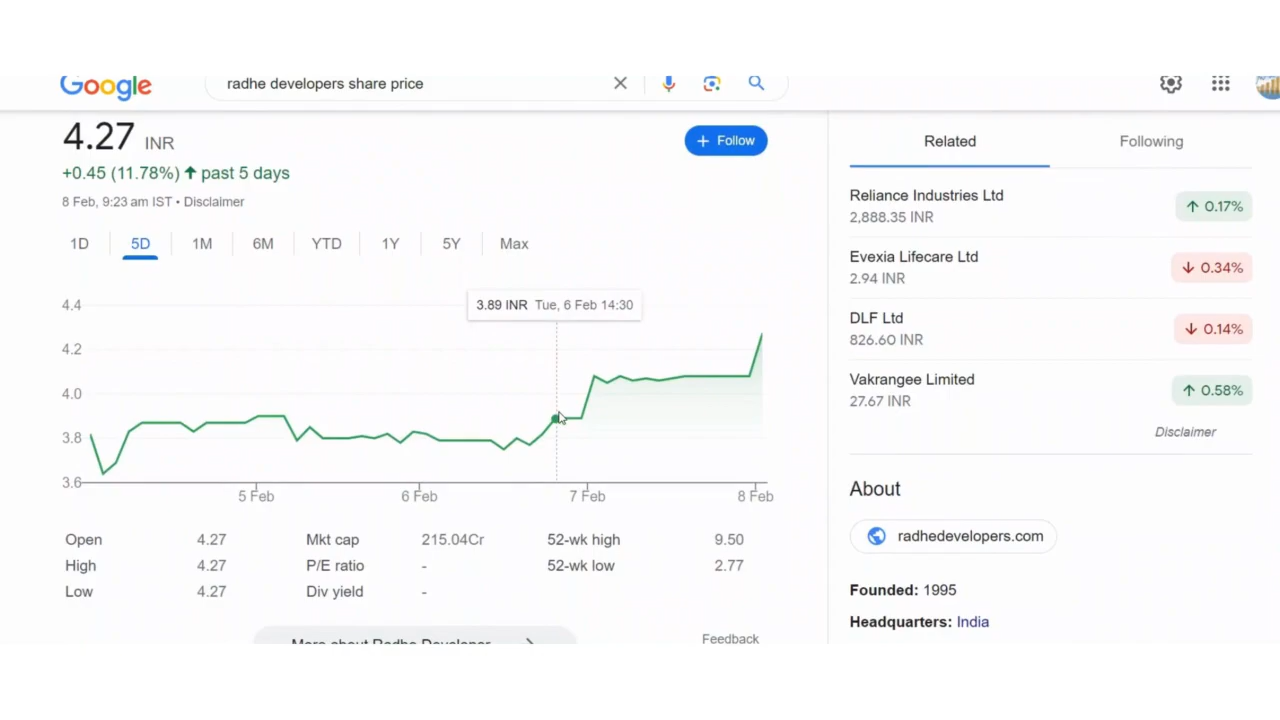 Google
radhe developers share price
4.27 INR
+ Follow
+0.45 (11.78%) ↑ past 5 days
8 Feb, 9:23 am IST • Disclaimer
1D 5D 1M 6M YTD 1Y 5Y Max
3.89 INR Tue, 6 Feb 14:30
4.4
4.2
4.0
3.8
3.6
5 Feb 6 Feb 7 Feb 8 Feb
Open 4.27 Mkt cap 215.04Cr 52-wk high 9.50
High 4.27 P/E ratio - 52-wk low 2.77
Low 4.27 Div yield -
More about Radhe Developer
Feedback
Related Following
Reliance Industries Ltd
2,888.35 INR ↑ 0.17%
Evexia Lifecare Ltd
2.94 INR ↓ 0.34%
DLF Ltd
826.60 INR ↓ 0.14%
Vakrangee Limited
27.67 INR ↑ 0.58%
Disclaimer
About
radhedevelopers.com
Founded: 1995
Headquarters: India